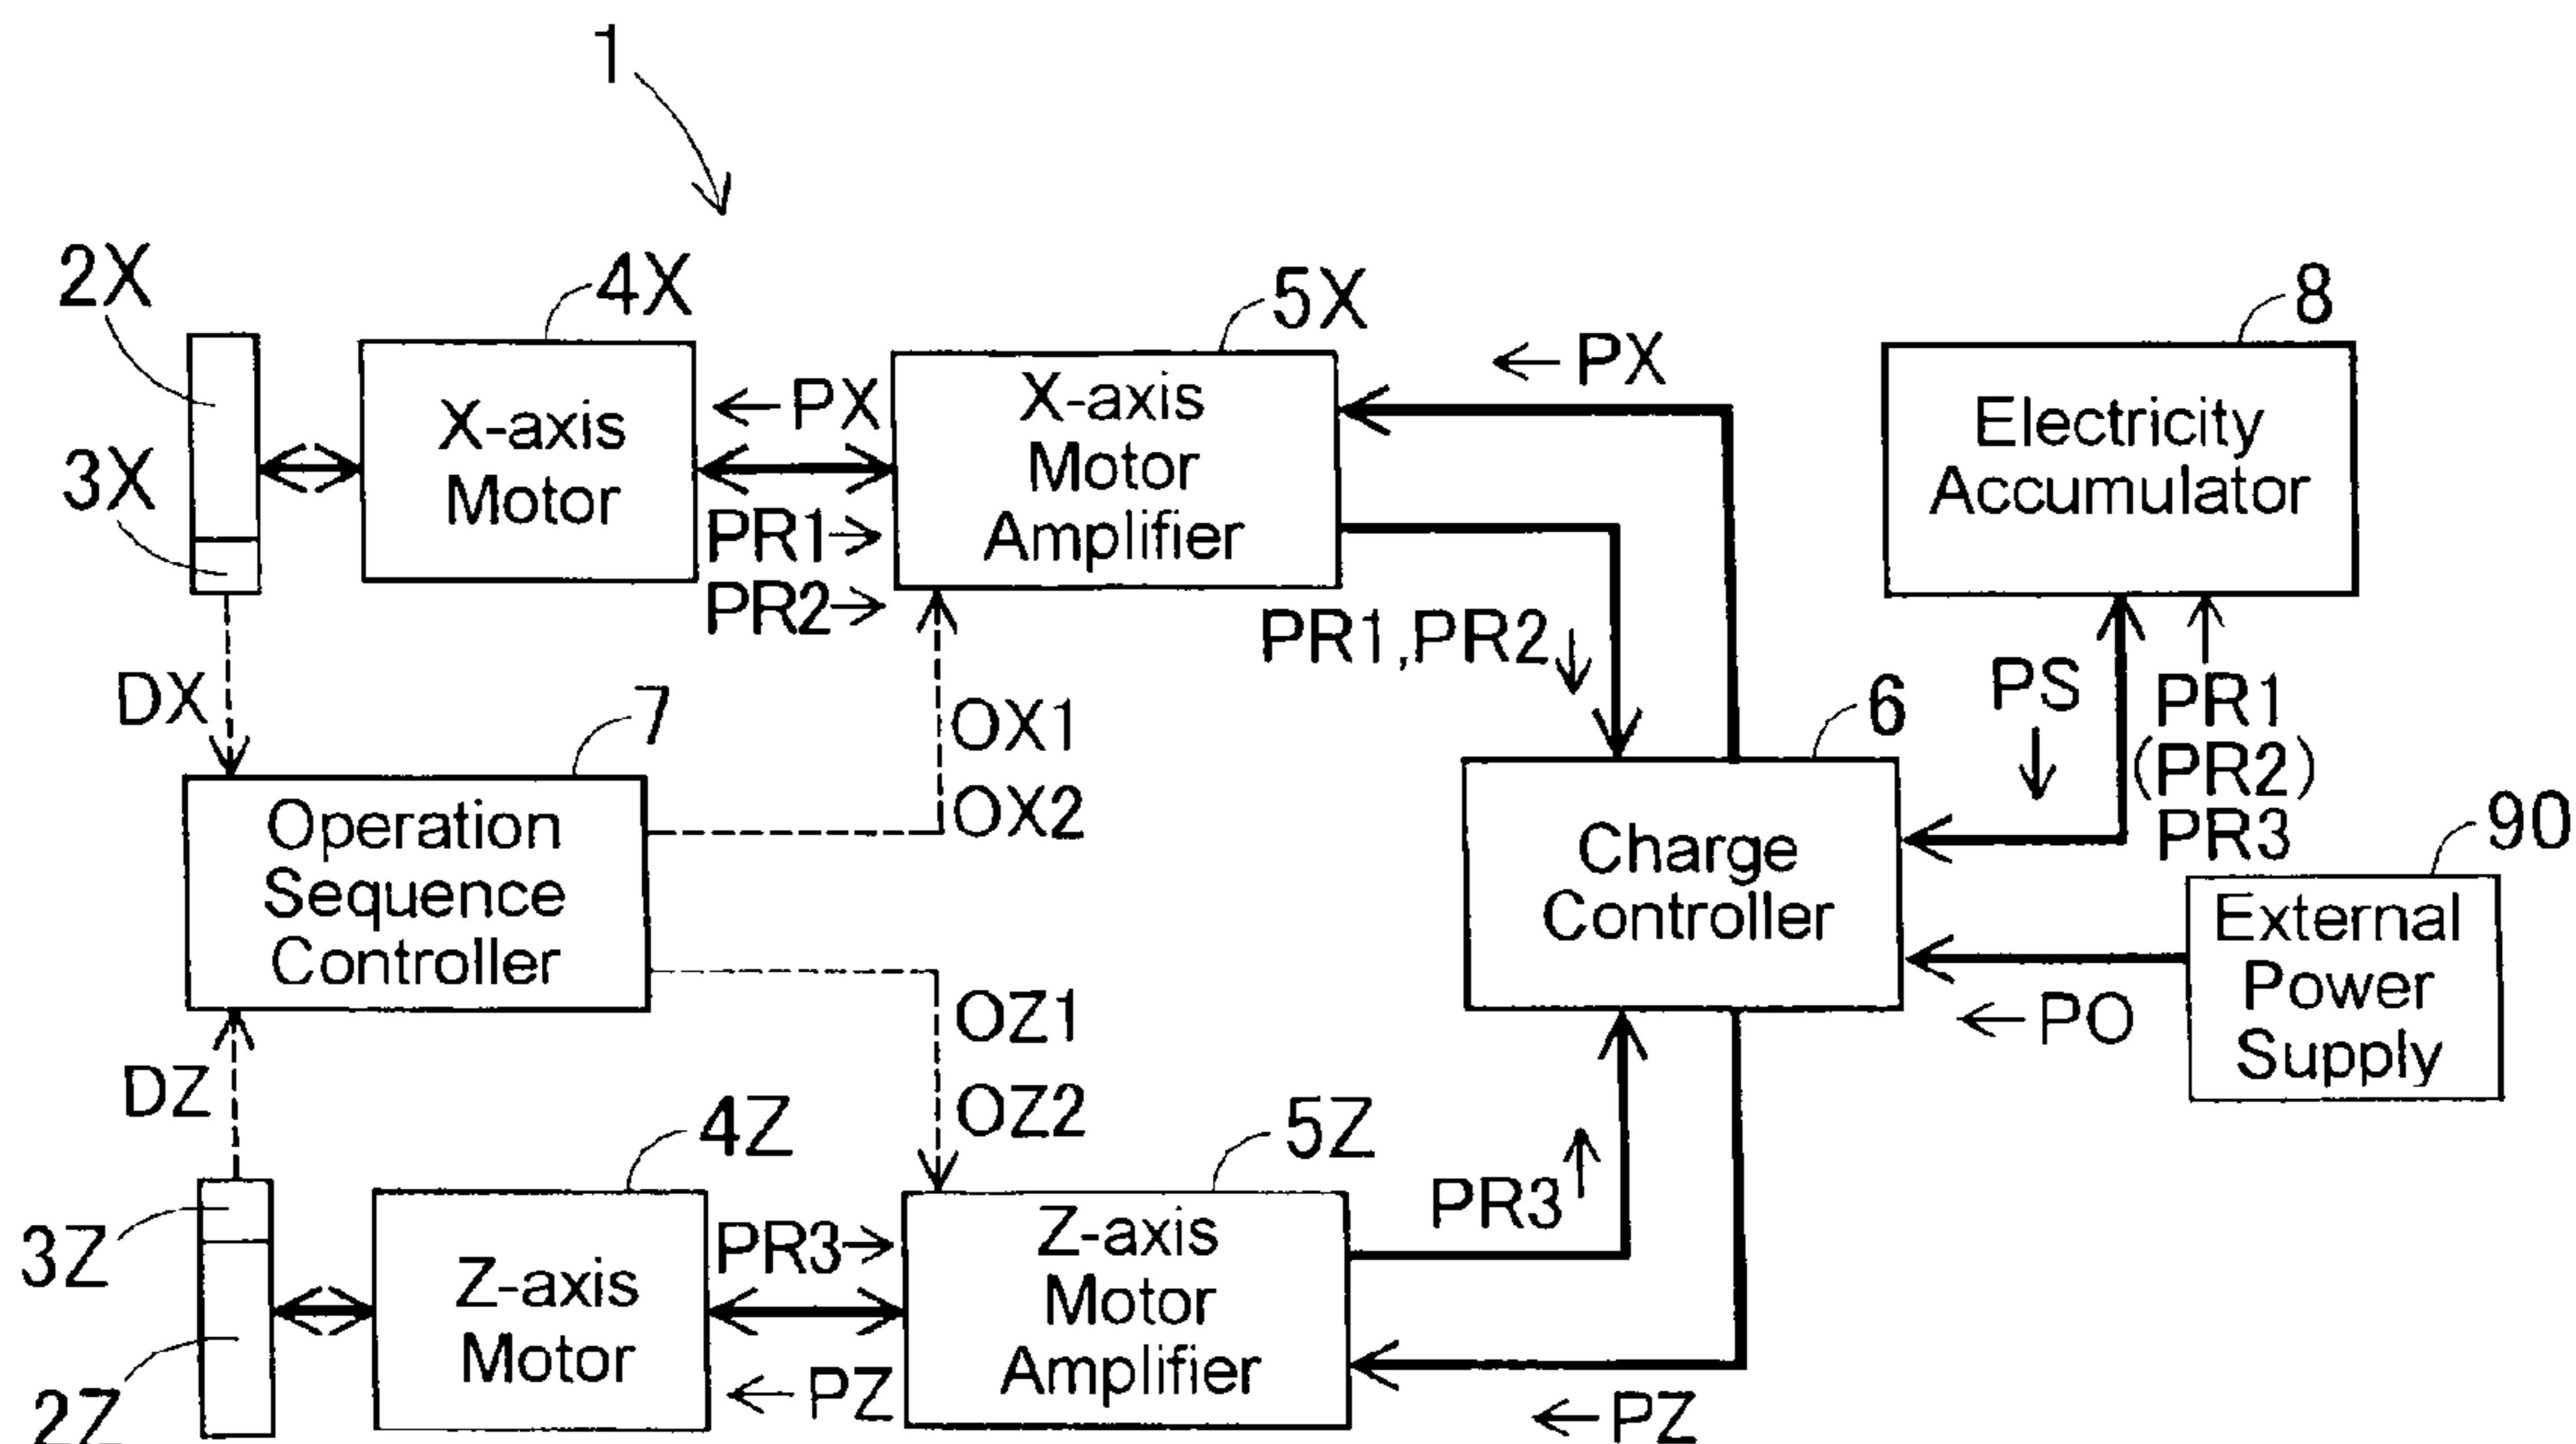 1
2X
4X
5X
8
3X
X-axis
Motor
←PX
PR1→
PR2→
X-axis
Motor
Amplifier
←PX
Electricity
Accumulator
PR1,PR2↓
PS
↓
↑
PR1
(PR2)
PR3
DX
7
OX1
OX2
6
90
Operation
Sequence
Controller
Charge
Controller
External
Power
Supply
←PO
DZ
OZ1
OZ2
4Z
5Z
3Z
2Z
Z-axis
Motor
PR3→
←PZ
Z-axis
Motor
Amplifier
PR3↑
←PZ